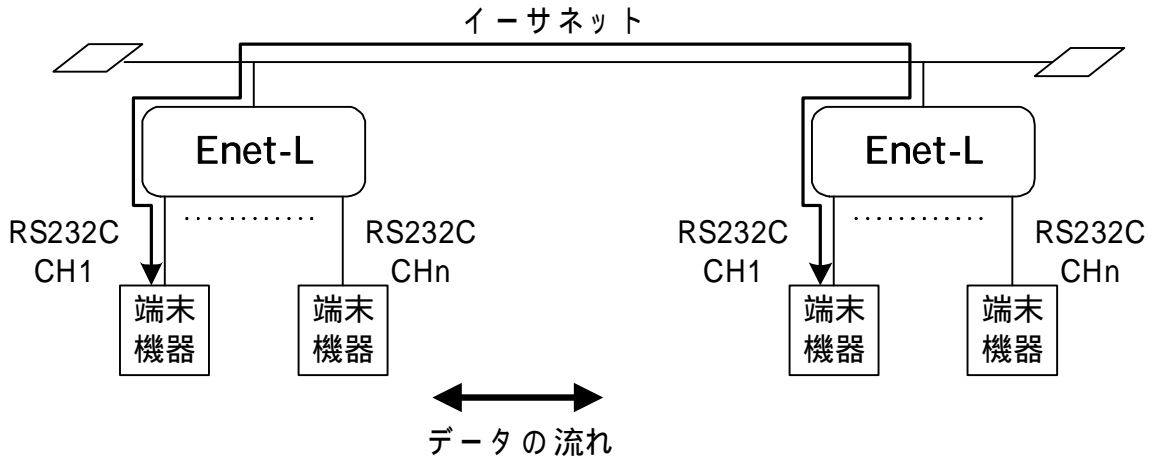 イーサネット
Enet-L
Enet-L
RS232C
CH1
RS232C
CHn
RS232C
CH1
RS232C
CHn
端末
機器
端末
機器
端末
機器
端末
機器
データの流れ